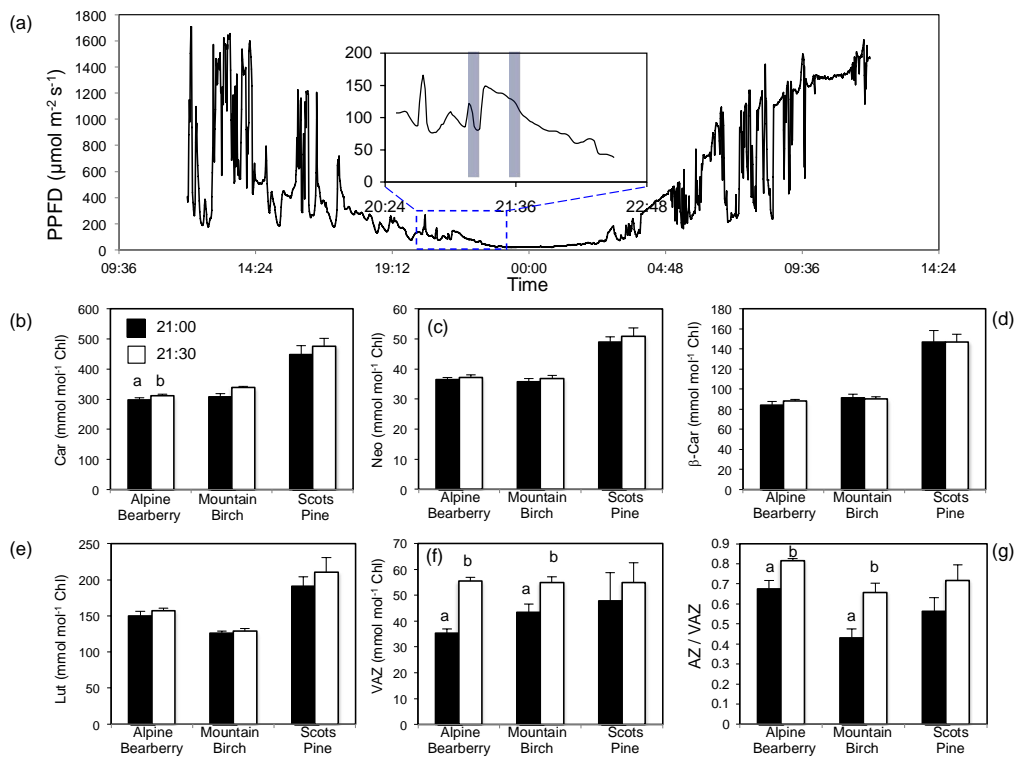 (a)
PPFD (µmol m-2 s-1)
1800
1600
1400
1200
1000
800
600
400
200
0
200
150
100
50
0
20:24 21:36 22:48
09:36 14:24 19:12 00:00 04:48 09:36 14:24
Time
(b)
Car (mmol mol-1 Chl)
600
500
400
300
200
100
0
21:00
21:30
a b
Alpine Mountain Scots
Bearberry Birch Pine
(c)
Neo (mmol mol-1 Chl)
60
50
40
30
20
10
0
Alpine Mountain Scots
Bearberry Birch Pine
(d)
β-Car (mmol mol-1 Chl)
180
160
140
120
100
80
60
40
20
0
Alpine Mountain Scots
Bearberry Birch Pine
(e)
Lut (mmol mol-1 Chl)
250
200
150
100
50
0
Alpine Mountain Scots
Bearberry Birch Pine
(f)
VAZ (mmol mol-1 Chl)
70
60
50
40
30
20
10
0
a b a b
Alpine Mountain Scots
Bearberry Birch Pine
(g)
AZ / VAZ
0.9
0.8
0.7
0.6
0.5
0.4
0.3
0.2
0.1
0
a b a b
Alpine Mountain Scots
Bearberry Birch Pine